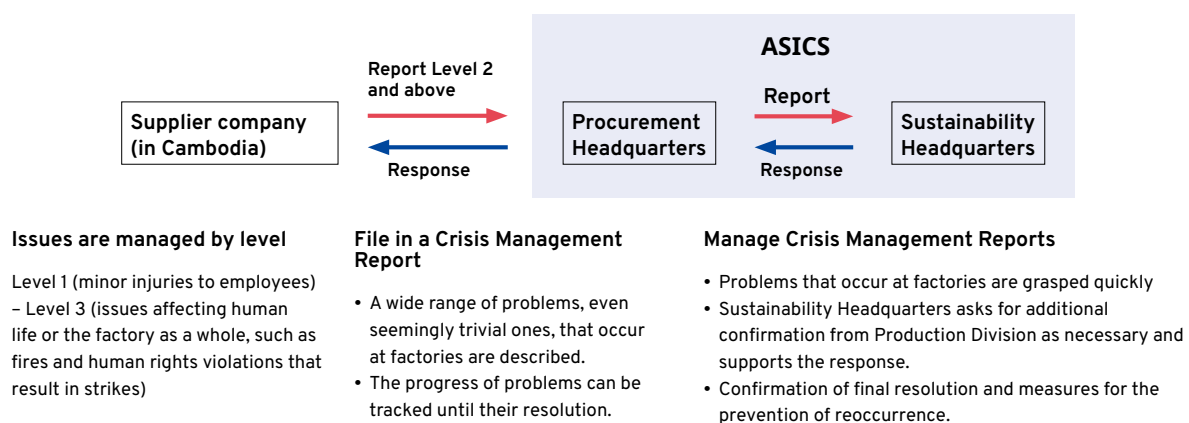 ASICS
Report Level 2
and above
Supplier company
(in Cambodia)
Response
Procurement
Headquarters
Report
Response
Sustainability
Headquarters
Issues are managed by level
Level 1 (minor injuries to employees)
– Level 3 (issues affecting human
life or the factory as a whole, such as
fires and human rights violations that
result in strikes)
File in a Crisis Management
Report
• A wide range of problems, even
seemingly trivial ones, that occur
at factories are described.
• The progress of problems can be
tracked until their resolution.
Manage Crisis Management Reports
• Problems that occur at factories are grasped quickly
• Sustainability Headquarters asks for additional
confirmation from Production Division as necessary and
supports the response.
• Confirmation of final resolution and measures for the
prevention of reoccurrence.